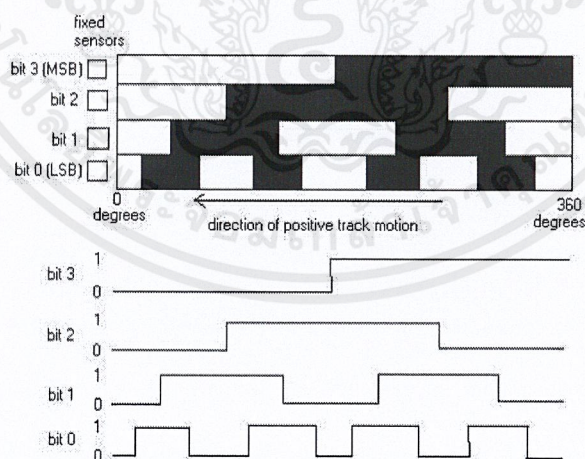 fixed
sensors
bit 3 (MSB)
bit 2
bit 1
bit 0 (LSB)
0
degrees
direction of positive track motion
360
degrees
bit 3
1
0
bit 2
1
0
bit 1
1
0
bit 0
1
0